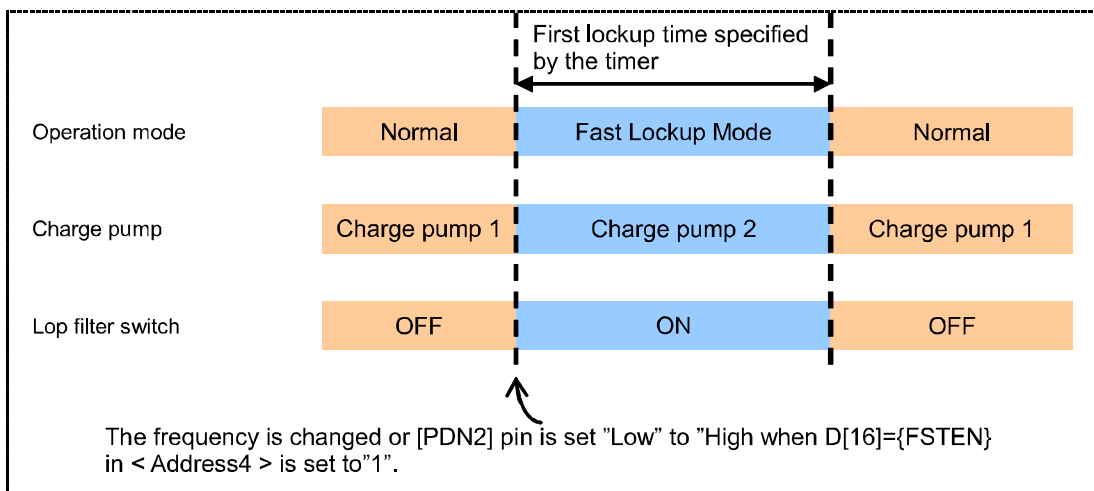 First lockup time specified
by the timer
Operation mode
Normal
Fast Lockup Mode
Normal
Charge pump
Charge pump 1
Charge pump 2
Charge pump 1
Lop filter switch
OFF
ON
OFF
The frequency is changed or [PDN2] pin is set ”Low” to ”High when D[16]={FSTEN}
in < Address4 > is set to”1”.